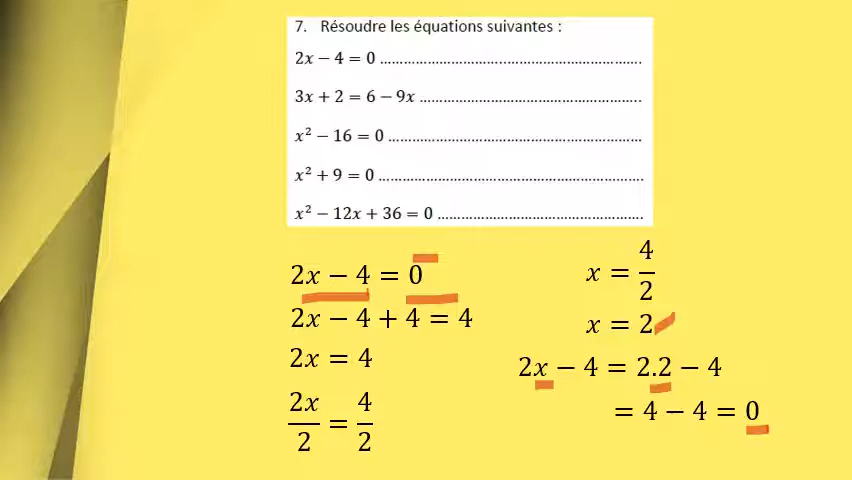 7. Résoudre les équations suivantes :
2x − 4 = 0 ..........................................................
3x + 2 = 6 − 9x ..................................................
x² − 16 = 0 .........................................................
x² + 9 = 0 ...........................................................
x² − 12x + 36 = 0 ..............................................
2x − 4 = 0
2x − 4 + 4 = 4
2x = 4
2x/2 = 4/2
x = 4/2
x = 2
2x − 4 = 2.2 − 4
= 4 − 4 = 0